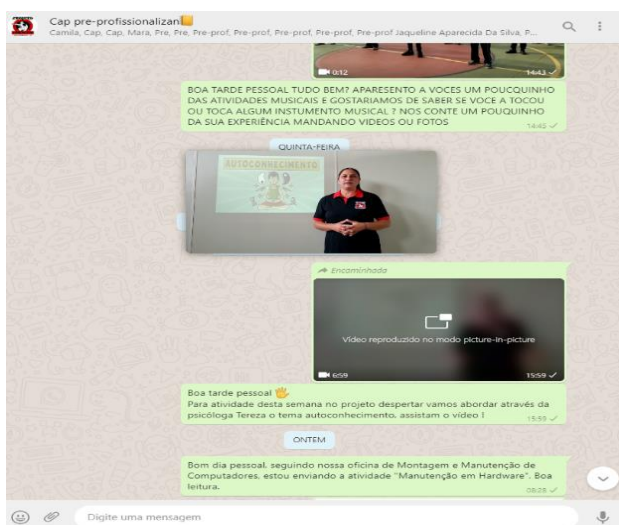 Cap pre-profissionalizan
Camila, Cap, Cap, Mara, Pre, Pre, Pre-prof, Pre-prof, Pre-prof, Pre-prof, Pre-prof Jaqueline Aparecida Da Silva, P...
0:12 14:43
BOA TARDE PESSOAL TUDO BEM? APARESENTO A VOCES UM POUCQUINHO
DAS ATIVIDADES MUSICAIS E GOSTARIAMOS DE SABER SE VOCE A TOCOU
OU TOCA ALGUM INSTUMENTO MUSICAL ? NOS CONTE UM POUQUINHO
DA SUA EXPERIÊNCIA MANDANDO VIDEOS OU FOTOS
14:45
QUINTA-FEIRA
AUTOCONHECIMENTO
Encaminhada
Vídeo reproduzido no modo picture-in-picture
6:59 15:59
Boa tarde pessoal
Para atividade desta semana no projeto despertar vamos abordar através da
psicóloga Tereza o tema autoconhecimento, assistam o vídeo !
15:59
ONTEM
Bom dia pessoal, seguindo nossa oficina de Montagem e Manutenção de
Computadores, estou enviando a atividade "Manutenção em Hardware". Boa
leitura.
08:28
Digite uma mensagem